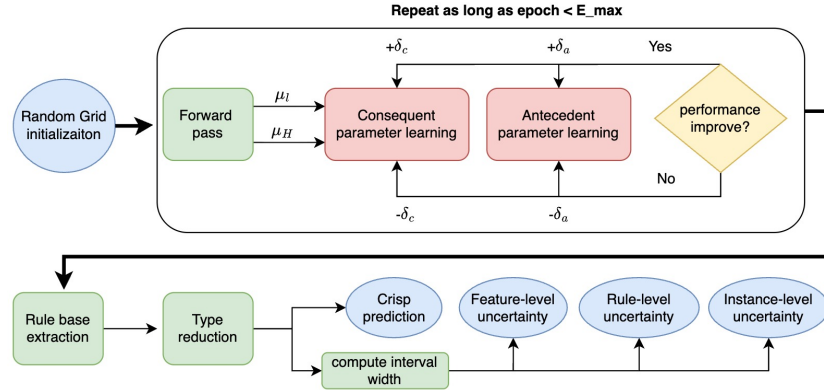 Repeat as long as epoch < E_max
+δc
+δa
Yes
Random Grid
initializaiton
Forward
pass
μl
μH
Consequent
parameter learning
Antecedent
parameter learning
performance
improve?
No
-δc
-δa
Rule base
extraction
Type
reduction
Crisp
prediction
Feature-level
uncertainty
Rule-level
uncertainty
Instance-level
uncertainty
compute interval
width